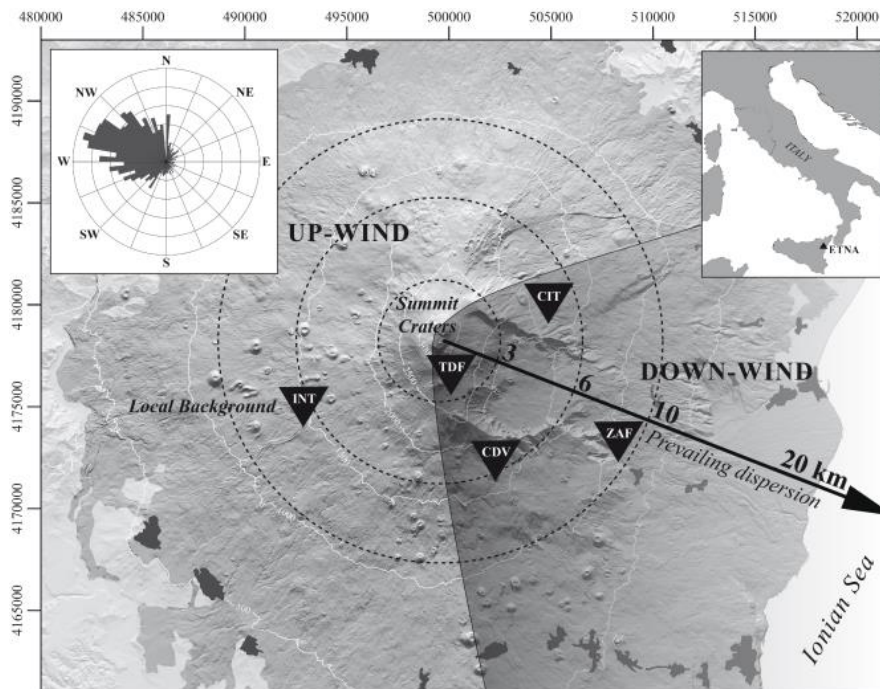 480000
485000
490000
495000
500000
505000
510000
515000
520000
4190000
4185000
4180000
4175000
4170000
4165000
N
NW
NE
W
E
SW
SE
S
ITALY
ETNA
UP-WIND
Summit
Craters
CIT
TDF
3
DOWN-WIND
6
INT
Local Background
10
ZAF
CDV
Prevailing dispersion
20 km
Ionian Sea